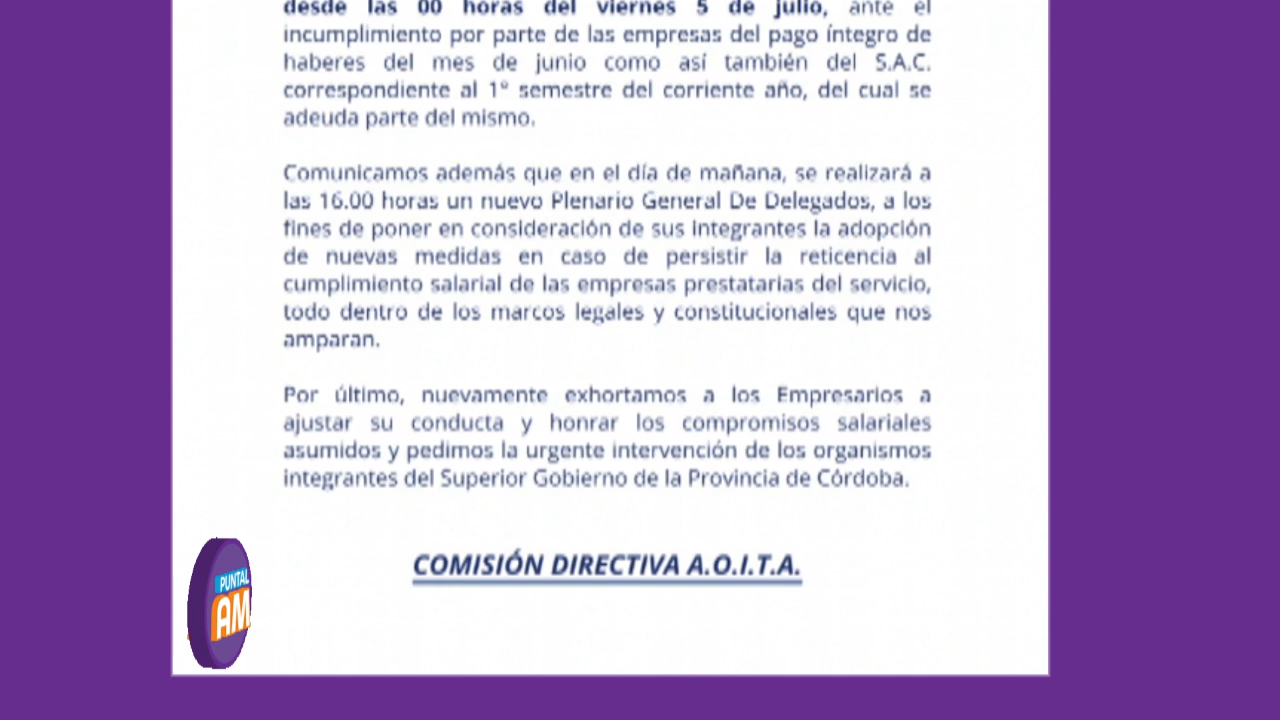 desde las 00 horas del viernes 5 de julio, ante el
incumplimiento por parte de las empresas del pago íntegro de
haberes del mes de junio como así también del S.A.C.
correspondiente al 1° semestre del corriente año, del cual se
adeuda parte del mismo.
Comunicamos además que en el día de mañana, se realizará a
las 16.00 horas un nuevo Plenario General De Delegados, a los
fines de poner en consideración de sus integrantes la adopción
de nuevas medidas en caso de persistir la reticencia al
cumplimiento salarial de las empresas prestatarias del servicio,
todo dentro de los marcos legales y constitucionales que nos
amparan.
Por último, nuevamente exhortamos a los Empresarios a
ajustar su conducta y honrar los compromisos salariales
asumidos y pedimos la urgente intervención de los organismos
integrantes del Superior Gobierno de la Provincia de Córdoba.
COMISIÓN DIRECTIVA A.O.I.T.A.
PUNTAL
AM